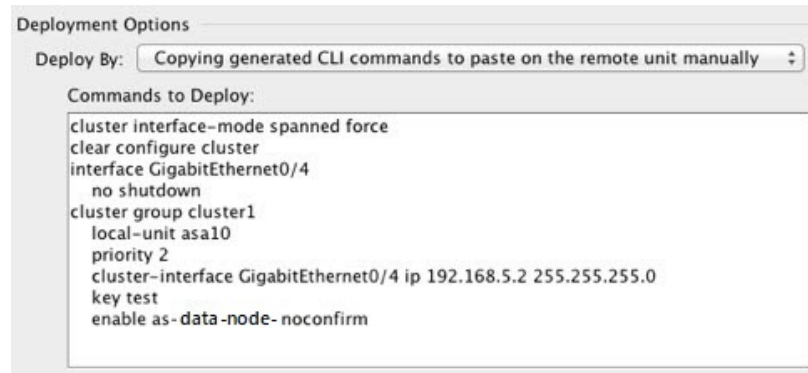 Deployment Options
Deploy By: Copying generated CLI commands to paste on the remote unit manually
Commands to Deploy:
cluster interface-mode spanned force
clear configure cluster
interface GigabitEthernet0/4
no shutdown
cluster group cluster1
local-unit asa10
priority 2
cluster-interface GigabitEthernet0/4 ip 192.168.5.2 255.255.255.0
key test
enable as-data-node-noconfirm